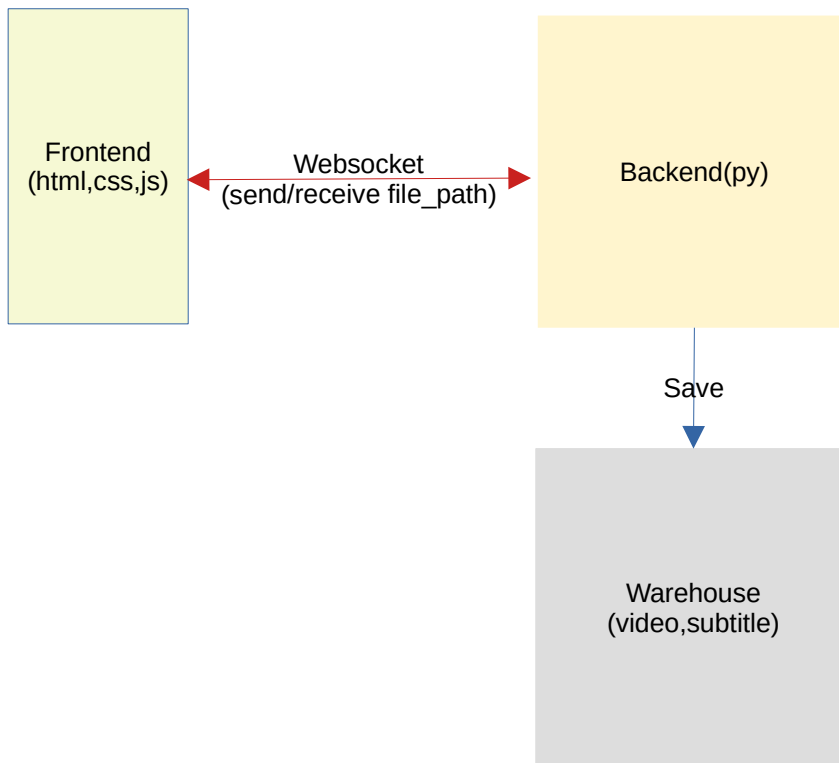 Frontend
(html,css,js)
Websocket
(send/receive file_path)
Backend(py)
Save
Warehouse
(video,subtitle)